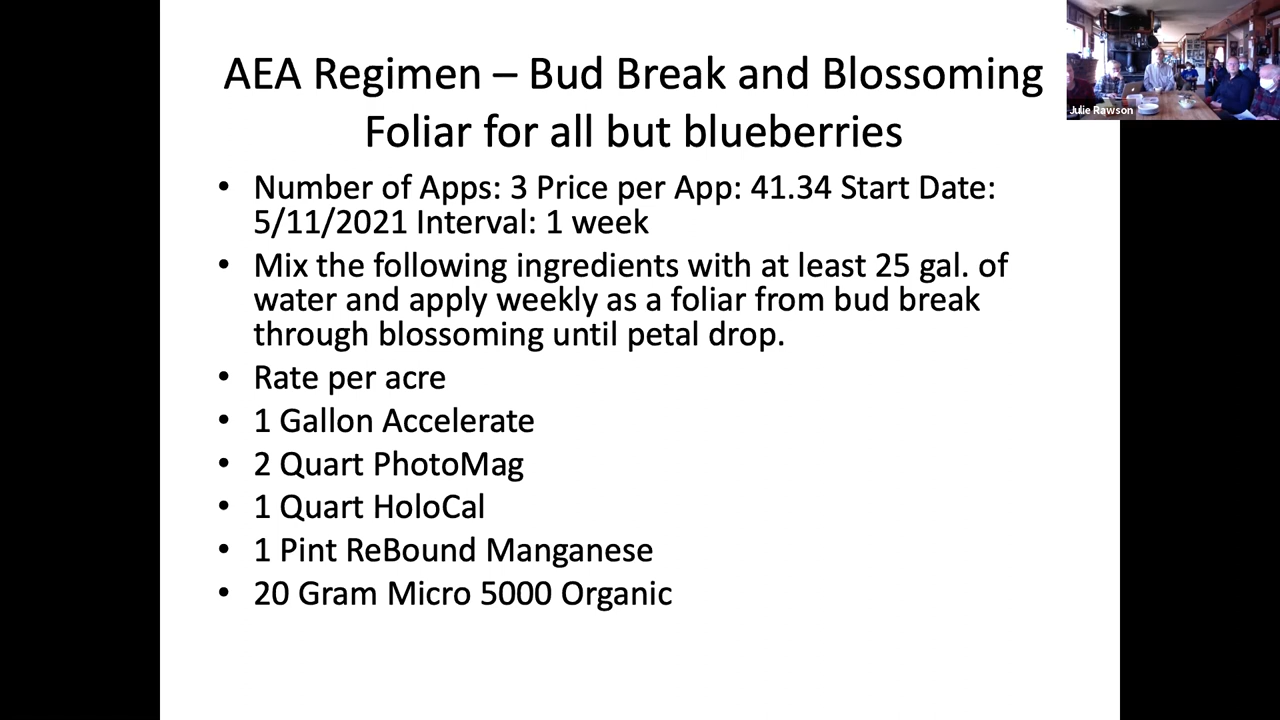 AEA Regimen – Bud Break and Blossoming
Foliar for all but blueberries
• Number of Apps: 3 Price per App: 41.34 Start Date:
5/11/2021 Interval: 1 week
• Mix the following ingredients with at least 25 gal. of
water and apply weekly as a foliar from bud break
through blossoming until petal drop.
• Rate per acre
• 1 Gallon Accelerate
• 2 Quart PhotoMag
• 1 Quart HoloCal
• 1 Pint ReBound Manganese
• 20 Gram Micro 5000 Organic
Julie Rawson